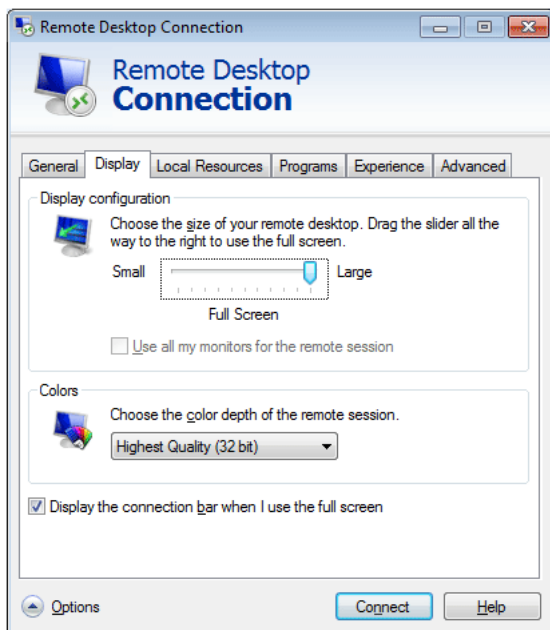 Remote Desktop Connection
Remote Desktop
Connection
General Display Local Resources Programs Experience Advanced
Display configuration
Choose the size of your remote desktop. Drag the slider all the
way to the right to use the full screen.
Small Large
Full Screen
Use all my monitors for the remote session
Colors
Choose the color depth of the remote session.
Highest Quality (32 bit)
Display the connection bar when I use the full screen
Options Connect Help